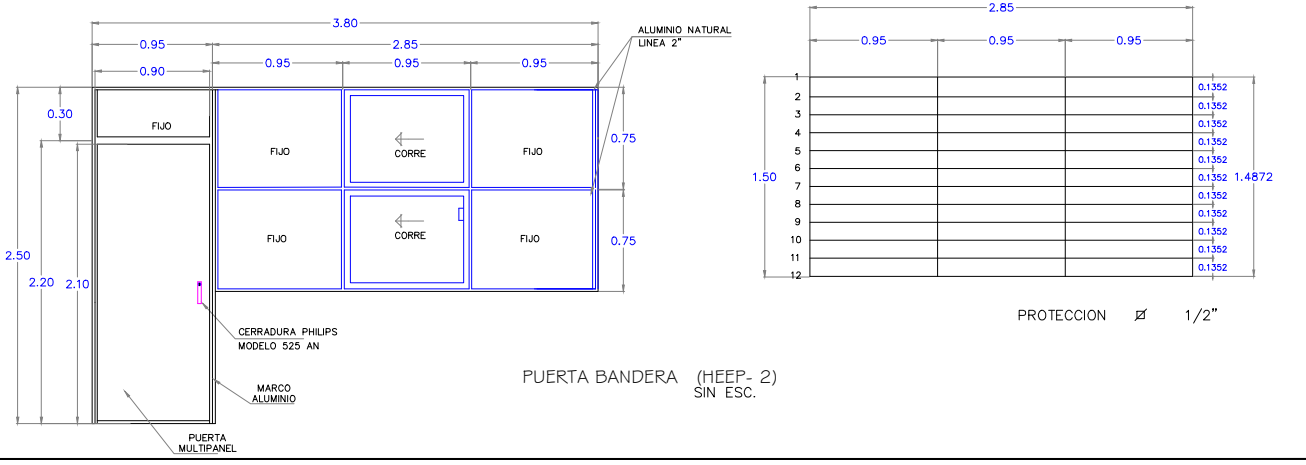 3.80
0.95
2.85
0.90
0.95
0.95
0.95
ALUMINIO NATURAL
LINEA 2"
0.30
FIJO
FIJO
CORRE
FIJO
0.75
FIJO
CORRE
FIJO
0.75
2.50
2.20
2.10
CERRADURA PHILIPS
MODELO 525 AN
MARCO
ALUMINIO
PUERTA
MULTIPANEL
PUERTA BANDERA (HEEP- 2)
SIN ESC.
2.85
0.95
0.95
0.95
1
2
3
4
5
6
7
8
9
10
11
12
1.50
0.1352
0.1352
0.1352
0.1352
0.1352
0.1352
0.1352
0.1352
0.1352
0.1352
0.1352
1.4872
PROTECCION 1/2"